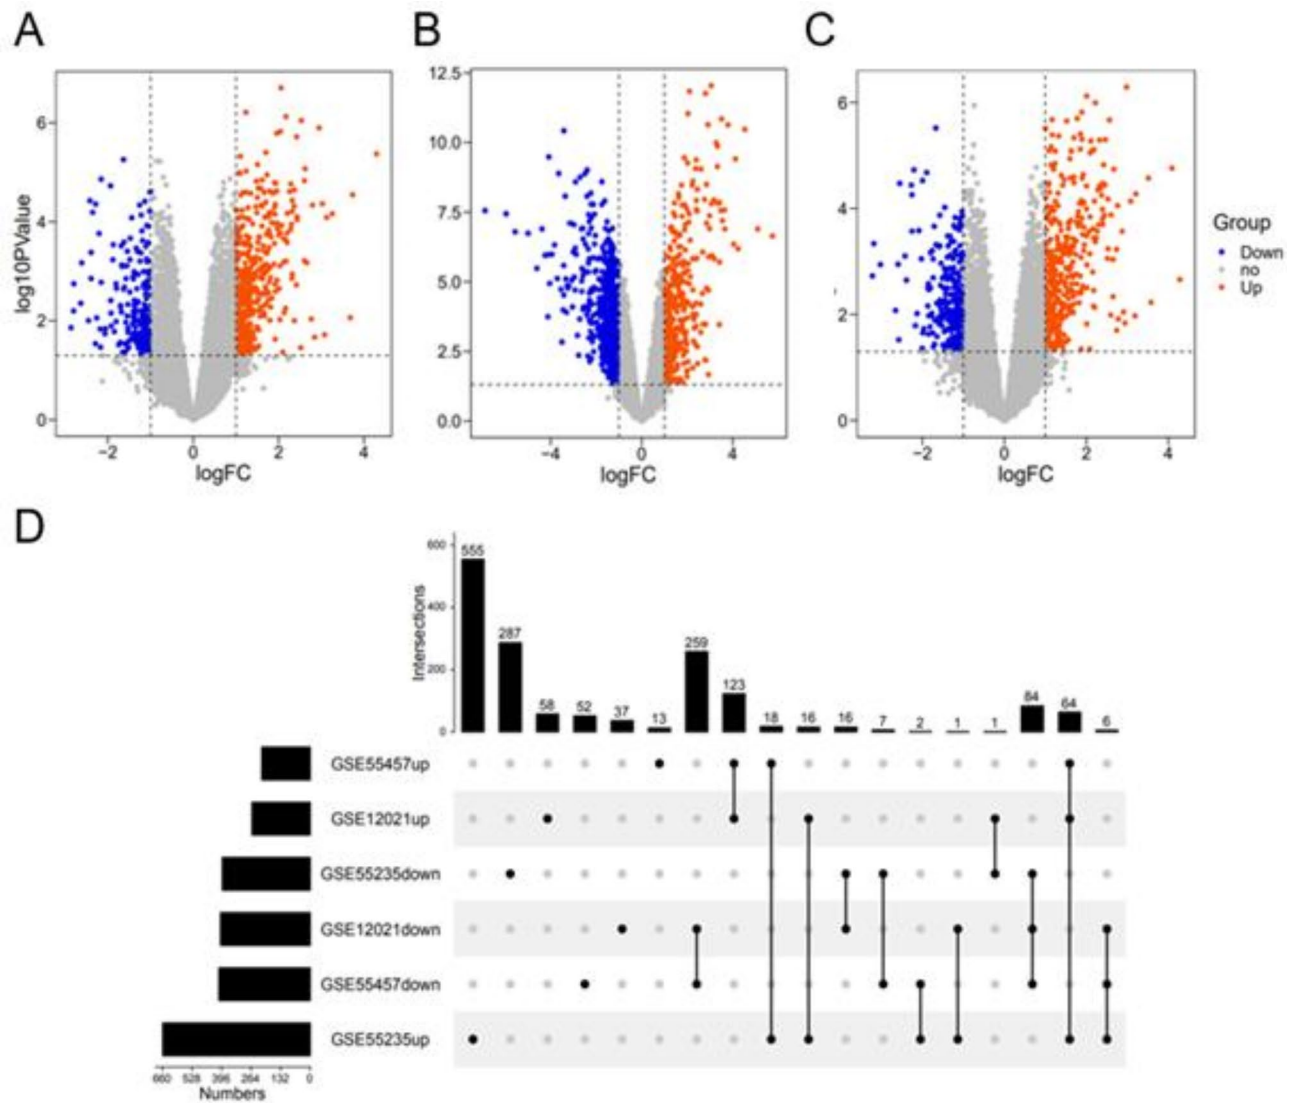 A
B
C
log10PValue
6
4
2
0
−2
0
2
4
logFC
12.5
10.0
7.5
5.0
2.5
0.0
−4
0
4
logFC
6
4
2
0
−2
0
2
4
logFC
Group
Down
no
Up
D
Intersections
600
400
200
0
555
287
58
52
37
13
259
123
18
16
16
7
2
1
1
84
64
6
GSE55457up
GSE12021up
GSE55235down
GSE12021down
GSE55457down
GSE55235up
660 528 396 264 132 0
Numbers